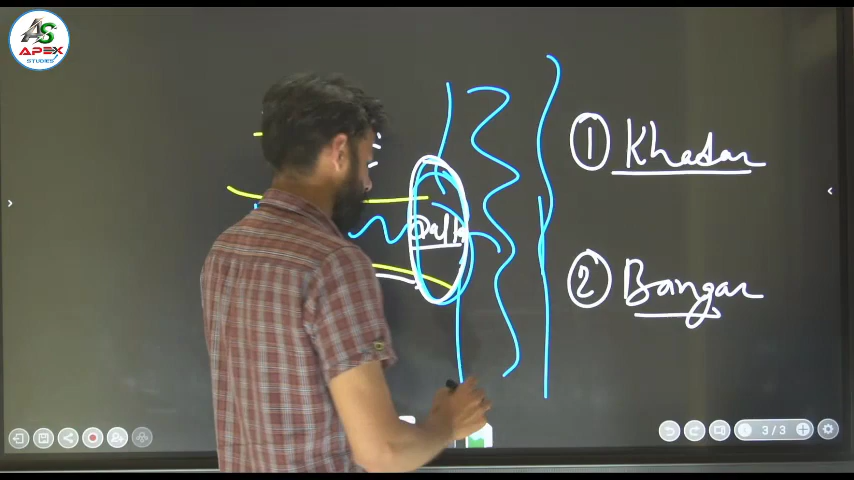 AS
APEX
STUDIES
1 Khadar
2 Bangar
3/3